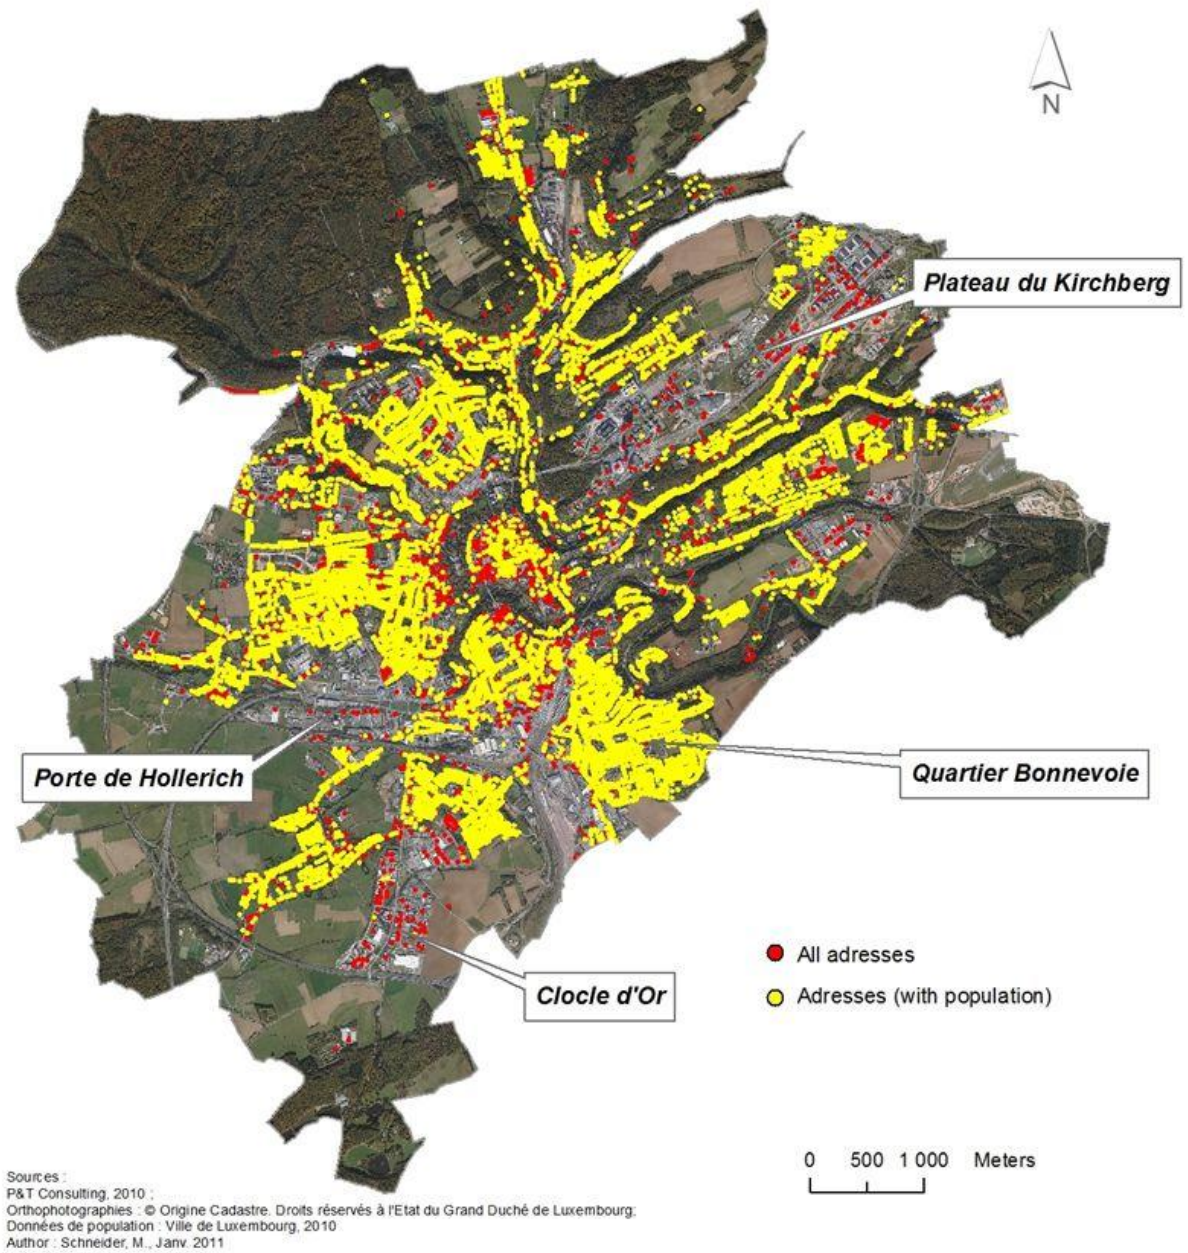 N
Plateau du Kirchberg
Porte de Hollerich
Quartier Bonnevoie
Clocle d'Or
All adresses
Adresses (with population)
0 500 1 000 Meters
Sources :
P&T Consulting, 2010 ;
Orthophotographies : © Origine Cadastre. Droits réservés à l'Etat du Grand Duché de Luxembourg;
Données de population : Ville de Luxembourg, 2010
Author : Schneider, M., Janv. 2011